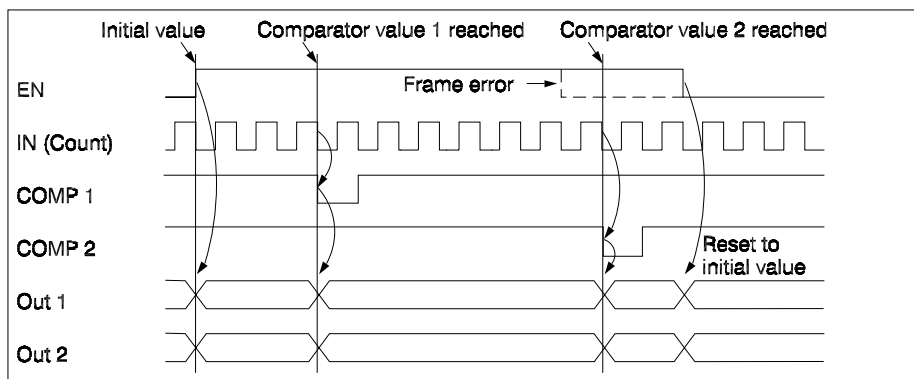 Initial value
Comparator value 1 reached
Comparator value 2 reached
EN
Frame error
IN (Count)
COMP 1
COMP 2
Reset to
initial value
Out 1
Out 2